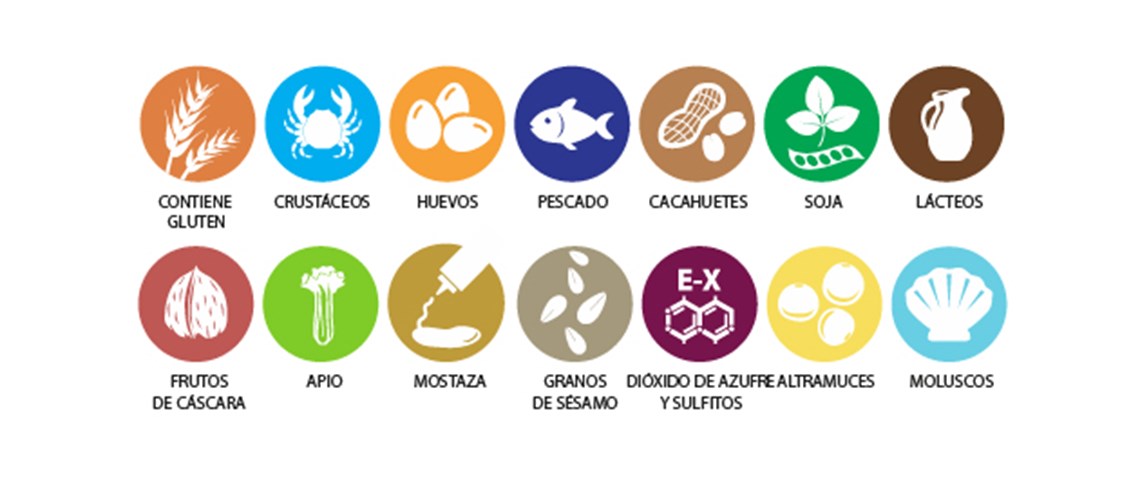 CONTIENE
GLUTEN
CRUSTÁCEOS
HUEVOS
PESCADO
CACAHUETES
SOJA
LÁCTEOS
E-X
FRUTOS
DE CÁSCARA
APIO
MOSTAZA
GRANOS
DE SÉSAMO
DIÓXIDO DE AZUFRE
Y SULFITOS
ALTRAMUCES
MOLUSCOS